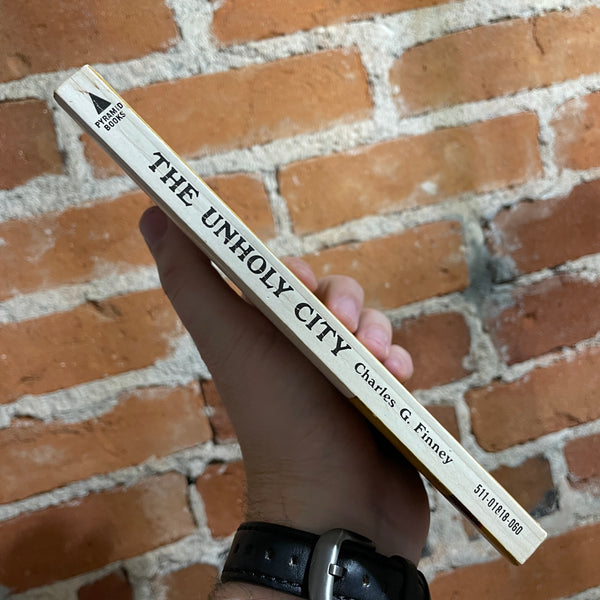 PYRAMID
BOOKS
THE UNHOLY CITY Charles G. Finney 511-01818-060